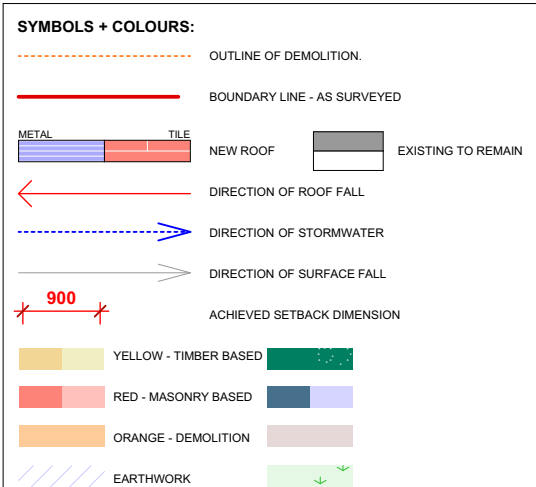 SYMBOLS + COLOURS:
OUTLINE OF DEMOLITION.
BOUNDARY LINE - AS SURVEYED
METAL TILE
NEW ROOF EXISTING TO REMAIN
DIRECTION OF ROOF FALL
DIRECTION OF STORMWATER
DIRECTION OF SURFACE FALL
900
ACHIEVED SETBACK DIMENSION
YELLOW - TIMBER BASED
RED - MASONRY BASED
ORANGE - DEMOLITION
EARTHWORK